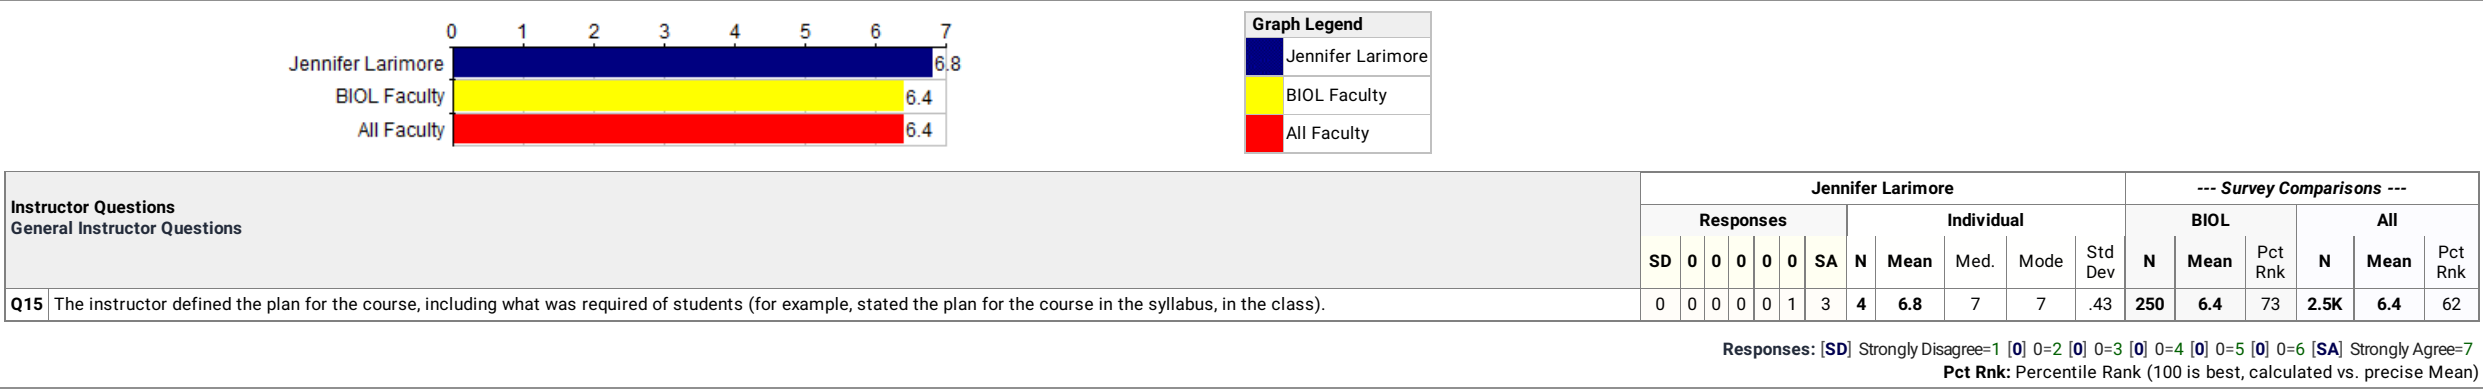 0 1 2 3 4 5 6 7
Jennifer Larimore 6.8
BIOL Faculty 6.4
All Faculty 6.4
Graph Legend
Jennifer Larimore
BIOL Faculty
All Faculty
Instructor Questions
General Instructor Questions
Jennifer Larimore --- Survey Comparisons ---
Responses Individual BIOL All
SD 0 0 0 0 0 SA N Mean Med. Mode Std Dev N Mean Pct Rnk N Mean Pct Rnk
Q15 The instructor defined the plan for the course, including what was required of students (for example, stated the plan for the course in the syllabus, in the class). 0 0 0 0 0 1 3 4 6.8 7 7 .43 250 6.4 73 2.5K 6.4 62
Responses: [SD] Strongly Disagree=1 [0] 0=2 [0] 0=3 [0] 0=4 [0] 0=5 [0] 0=6 [SA] Strongly Agree=7
Pct Rnk: Percentile Rank (100 is best, calculated vs. precise Mean)